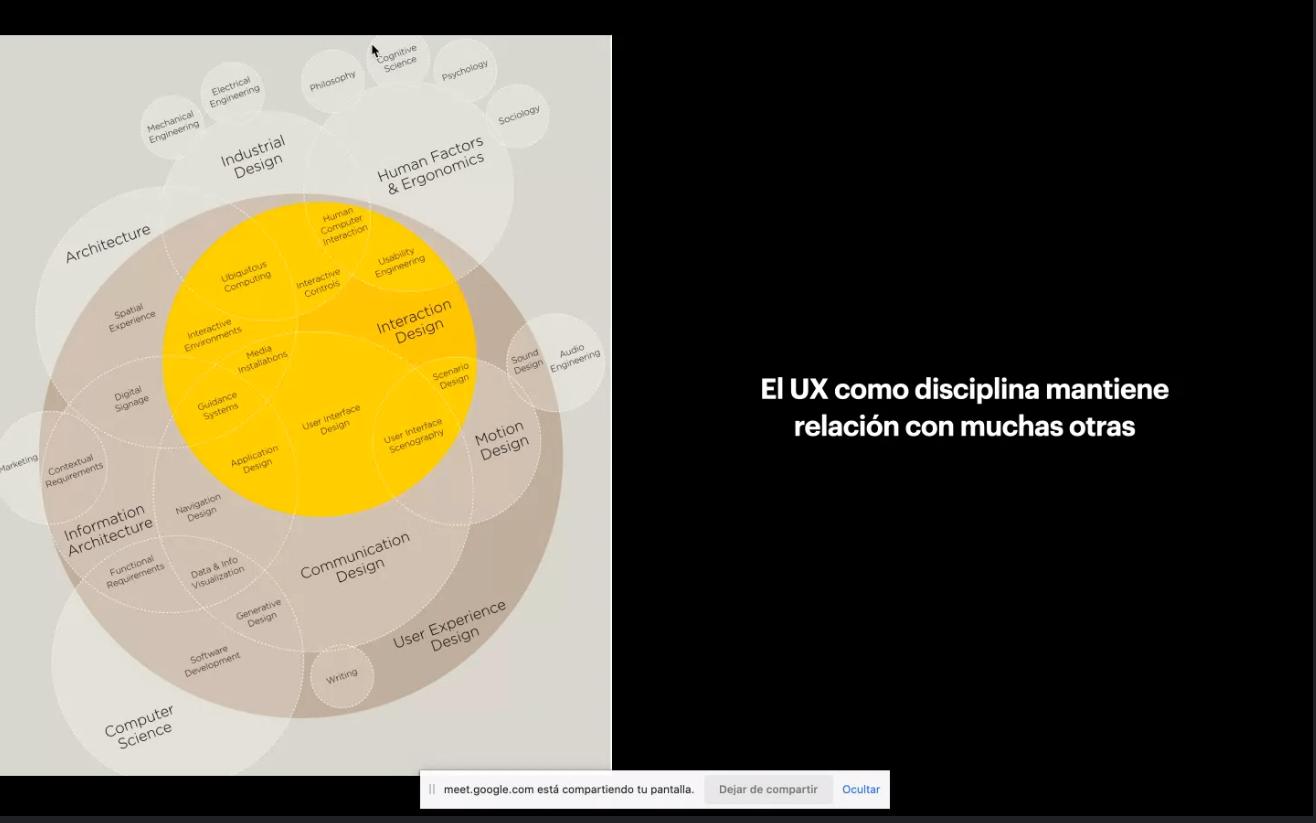 Cognitive
Science
Philosophy
Psychology
Electrical
Engineering
Mechanical
Engineering
Sociology
Industrial
Design
Human Factors
& Ergonomics
Architecture
Human
Computer
Interaction
Ubiquitous
Computing
Interactive
Controls
Usability
Engineering
Spatial
Experience
Interactive
Environments
Interaction
Design
Media
Installations
Sound
Design
Audio
Engineering
Digital
Signage
Guidance
Systems
Scenario
Design
User Interface
Design
User Interface
Scenography
Motion
Design
Marketing
Contextual
Requirements
Application
Design
Navigation
Design
Information
Architecture
Functional
Requirements
Data & Info
Visualization
Communication
Design
Generative
Design
User Experience
Design
Software
Development
Writing
Computer
Science
El UX como disciplina mantiene
relación con muchas otras
meet.google.com está compartiendo tu pantalla. Dejar de compartir Ocultar